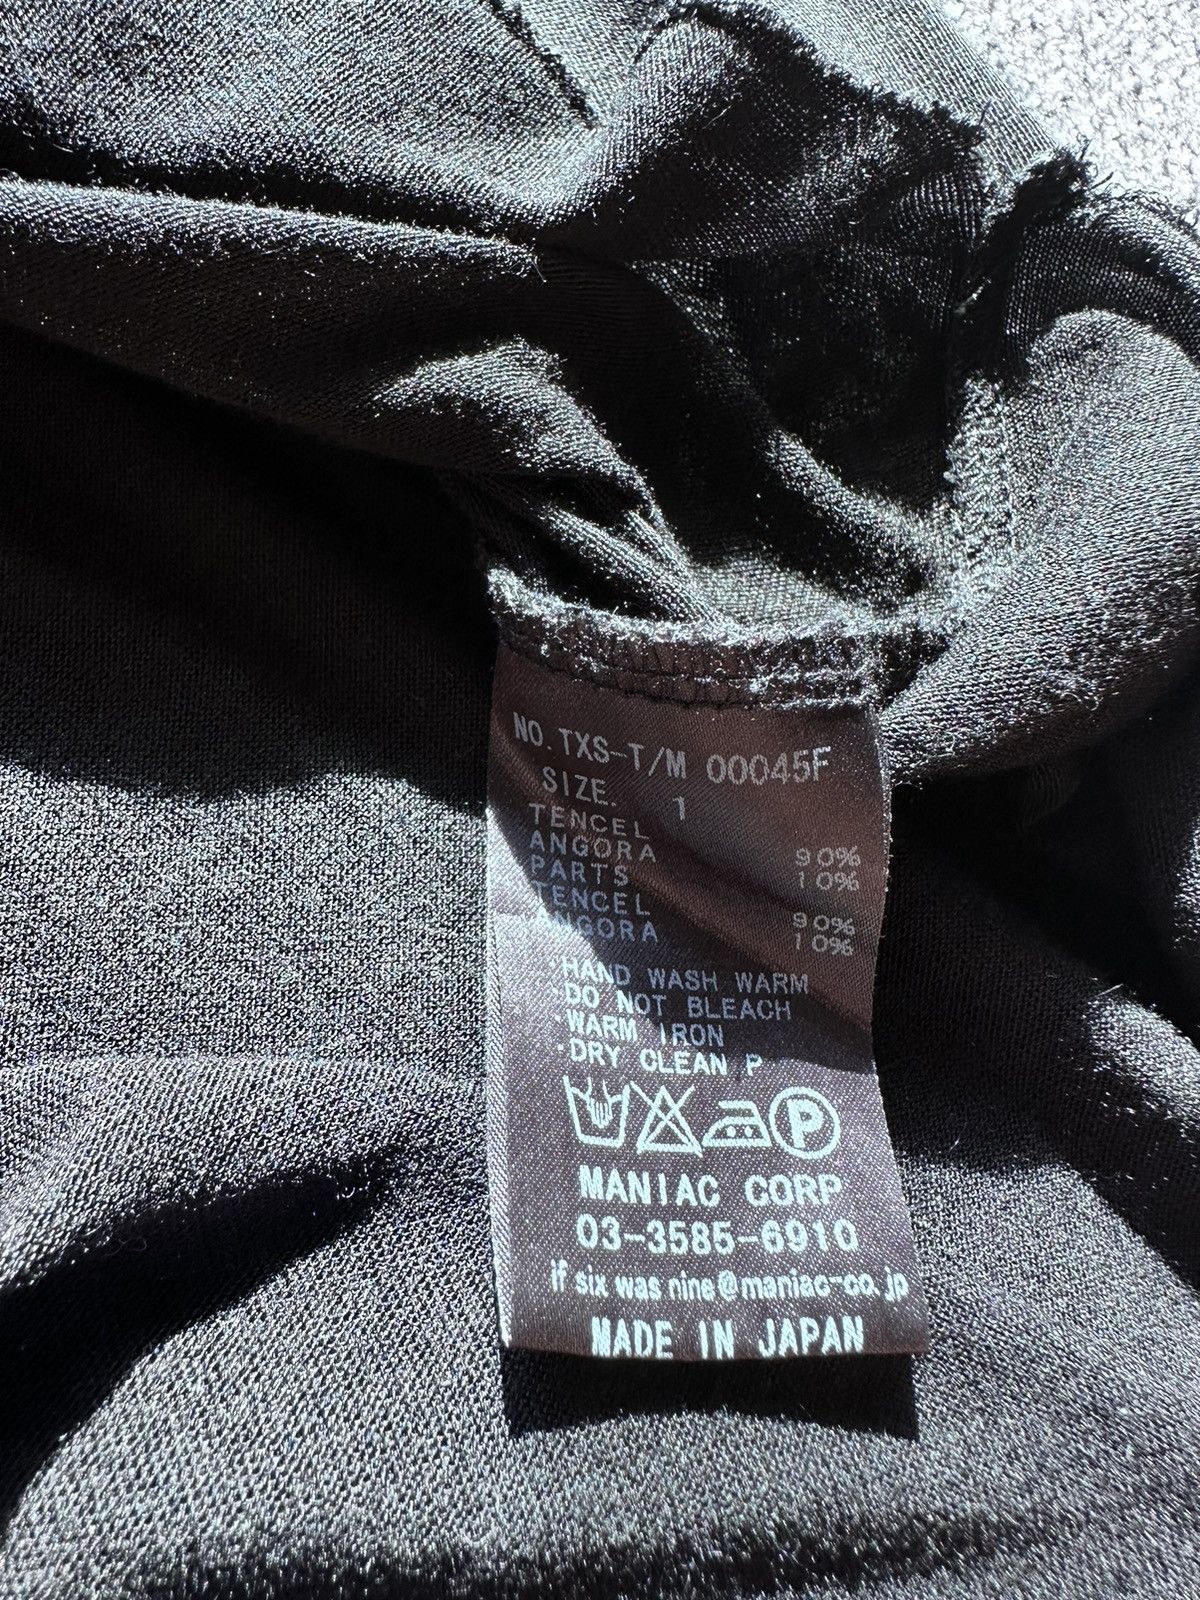 NO.TXS-T/M 00045F
SIZE. 1
TENCEL 90%
ANGORA 10%
PARTS
TENCEL 90%
ANGORA 10%
·HAND WASH WARM
·DO NOT BLEACH
·WARM IRON
·DRY CLEAN P
P
MANIAC CORP
03-3585-6910
if six was nine@maniac-co.jp
MADE IN JAPAN